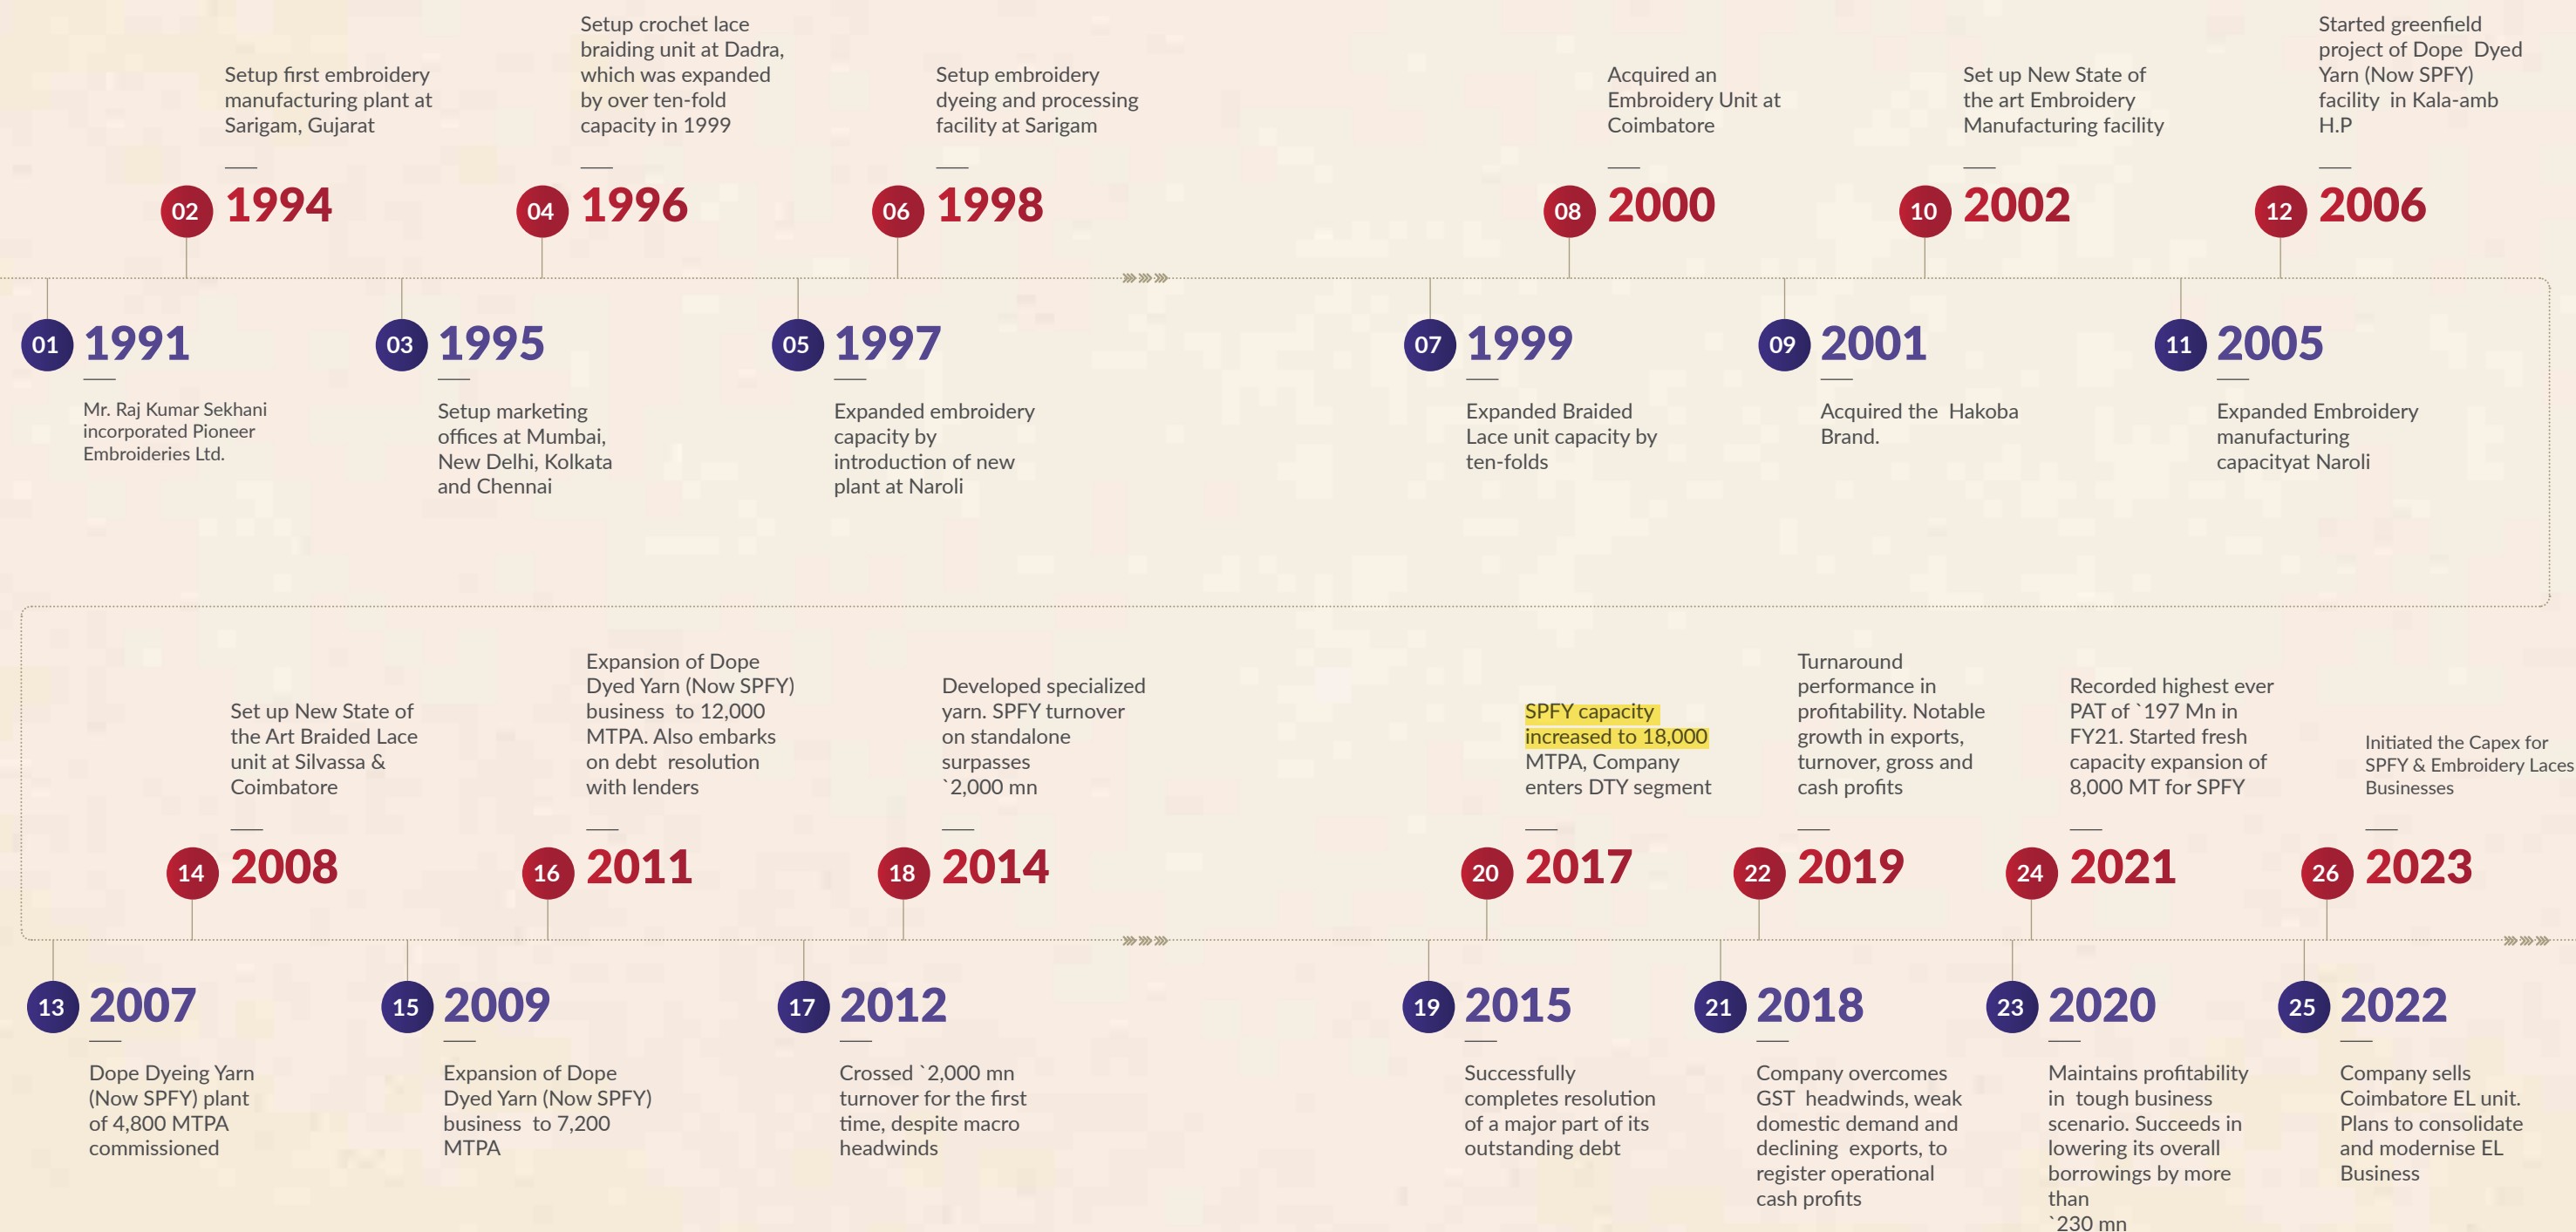 01 1991
Mr. Raj Kumar Sekhani
incorporated Pioneer
Embroideries Ltd.
Setup first embroidery
manufacturing plant at
Sarigam, Gujarat
02 1994
03 1995
Setup marketing
offices at Mumbai,
New Delhi, Kolkata
and Chennai
Setup crochet lace
braiding unit at Dadra,
which was expanded
by over ten-fold
capacity in 1999
04 1996
05 1997
Expanded embroidery
capacity by
introduction of new
plant at Naroli
Setup embroidery
dyeing and processing
facility at Sarigam
06 1998
07 1999
Expanded Braided
Lace unit capacity by
ten-folds
Acquired an
Embroidery Unit at
Coimbatore
08 2000
09 2001
Acquired the Hakoba
Brand.
Set up New State of
the art Embroidery
Manufacturing facility
10 2002
11 2005
Expanded Embroidery
manufacturing
capacityat Naroli
Started greenfield
project of Dope Dyed
Yarn (Now SPFY)
facility in Kala-amb
H.P
12 2006
13 2007
Dope Dyeing Yarn
(Now SPFY) plant
of 4,800 MTPA
commissioned
Set up New State of
the Art Braided Lace
unit at Silvassa &
Coimbatore
14 2008
15 2009
Expansion of Dope
Dyed Yarn (Now SPFY)
business to 7,200
MTPA
Expansion of Dope
Dyed Yarn (Now SPFY)
business to 12,000
MTPA. Also embarks
on debt resolution
with lenders
16 2011
17 2012
Crossed `2,000 mn
turnover for the first
time, despite macro
headwinds
Developed specialized
yarn. SPFY turnover
on standalone
surpasses
`2,000 mn
18 2014
19 2015
Successfully
completes resolution
of a major part of its
outstanding debt
SPFY capacity
increased to 18,000
MTPA, Company
enters DTY segment
20 2017
21 2018
Company overcomes
GST headwinds, weak
domestic demand and
declining exports, to
register operational
cash profits
Turnaround
performance in
profitability. Notable
growth in exports,
turnover, gross and
cash profits
22 2019
23 2020
Maintains profitability
in tough business
scenario. Succeeds in
lowering its overall
borrowings by more
than
`230 mn
Recorded highest ever
PAT of `197 Mn in
FY21. Started fresh
capacity expansion of
8,000 MT for SPFY
24 2021
25 2022
Company sells
Coimbatore EL unit.
Plans to consolidate
and modernise EL
Business
Initiated the Capex for
SPFY & Embroidery Laces
Businesses
26 2023